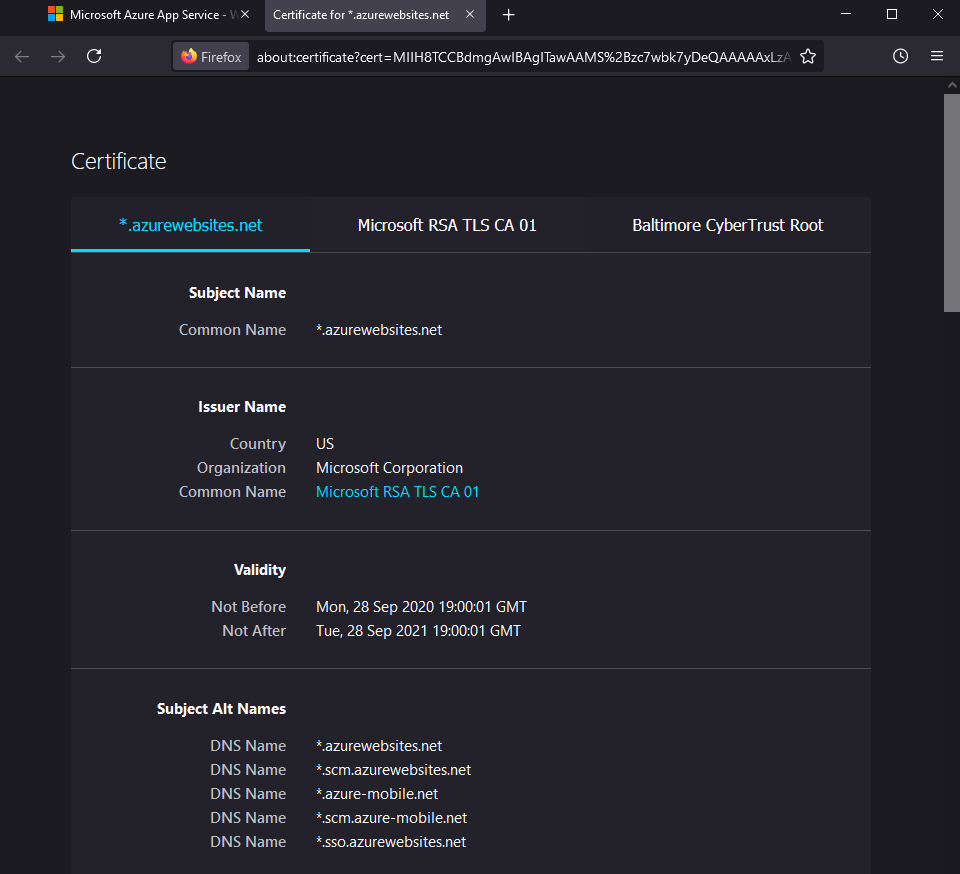 Microsoft Azure App Service -
Certificate for *.azurewebsites.net
Firefox
about:certificate?cert=MIIH8TCCBdmgAwIBAgITawAAMS%2Bzc7wbk7yDeQAAAAAxLzA
Certificate
*.azurewebsites.net Microsoft RSA TLS CA 01 Baltimore CyberTrust Root
Subject Name
Common Name *.azurewebsites.net
Issuer Name
Country US
Organization Microsoft Corporation
Common Name Microsoft RSA TLS CA 01
Validity
Not Before Mon, 28 Sep 2020 19:00:01 GMT
Not After Tue, 28 Sep 2021 19:00:01 GMT
Subject Alt Names
DNS Name *.azurewebsites.net
DNS Name *.scm.azurewebsites.net
DNS Name *.azure-mobile.net
DNS Name *.scm.azure-mobile.net
DNS Name *.sso.azurewebsites.net